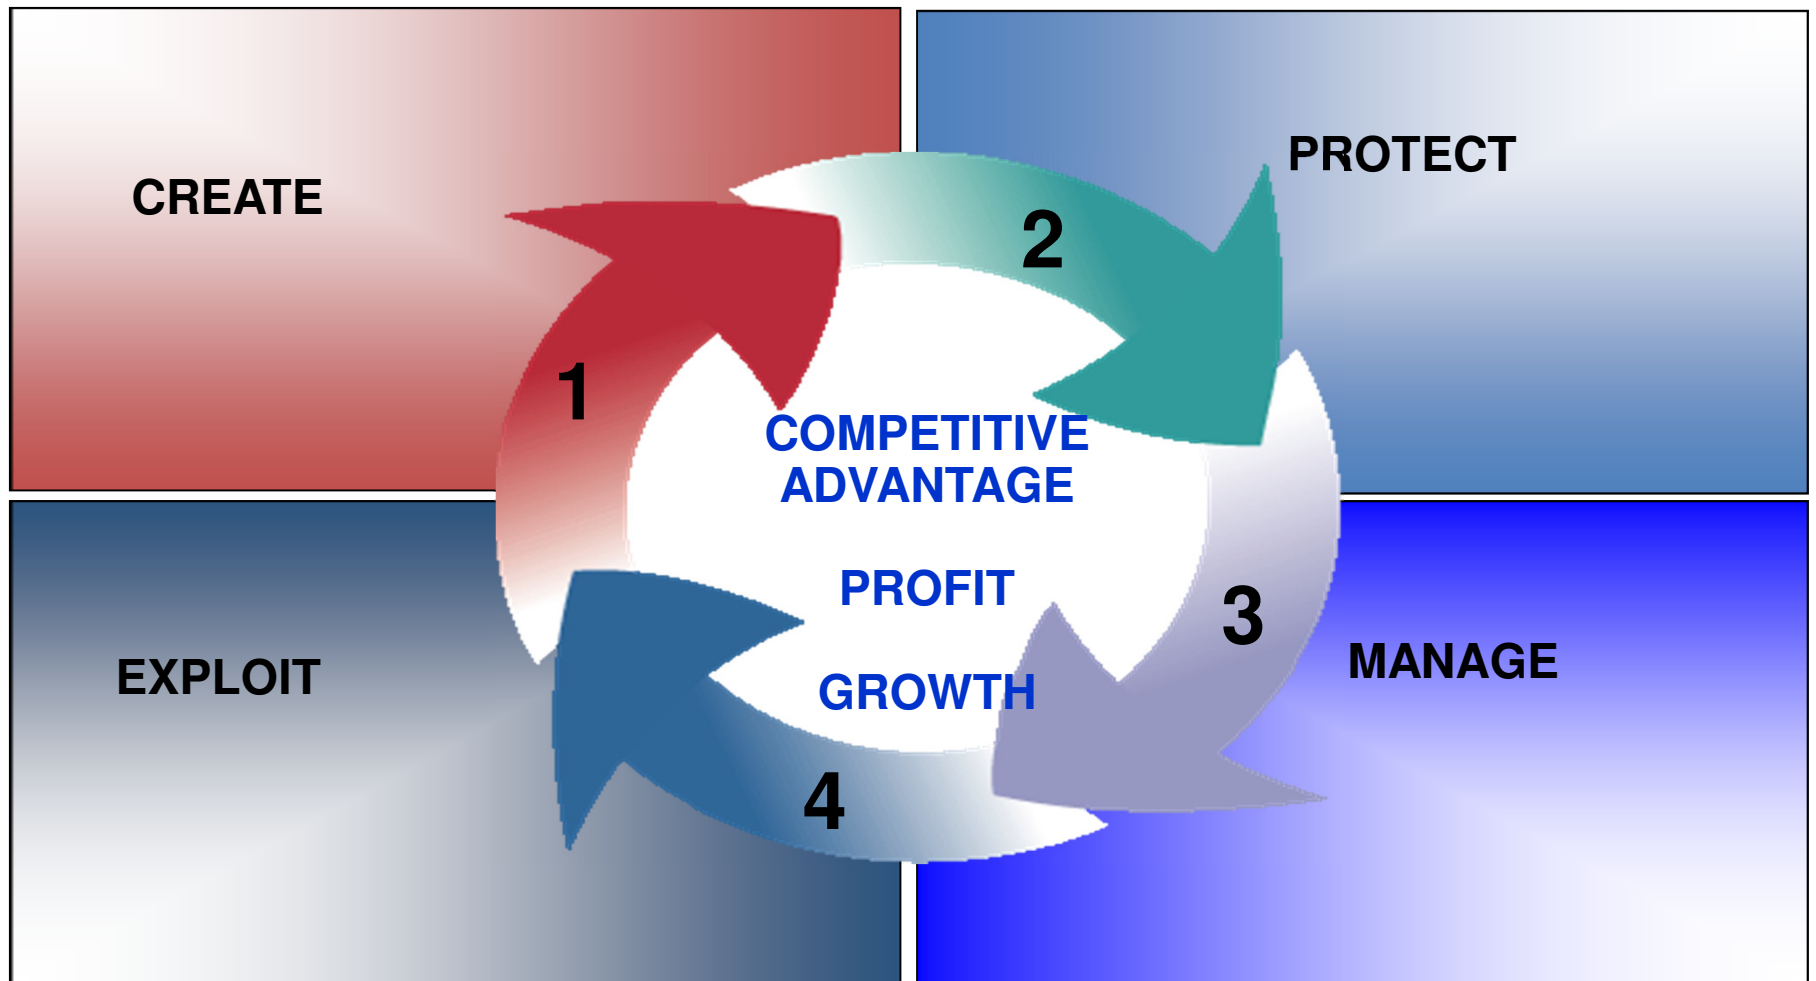 CREATE
PROTECT
1
2
COMPETITIVE
ADVANTAGE
PROFIT
GROWTH
3
MANAGE
EXPLOIT
4